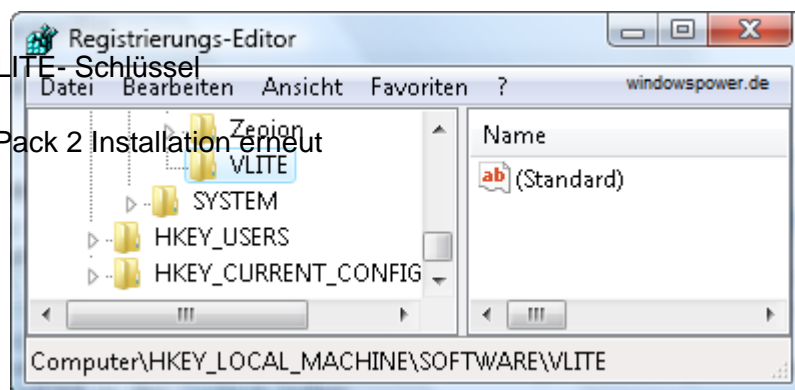 Registrierungs-Editor
LITE- Schlüssel
Datei Bearbeiten Ansicht Favoriten ? windowspower.de
Pack 2 Installation erneut
Zepion Name
VLITE
(Standard)
SYSTEM
HKEY_USERS
HKEY_CURRENT_CONFIG
Computer\HKEY_LOCAL_MACHINE\SOFTWARE\VLITE